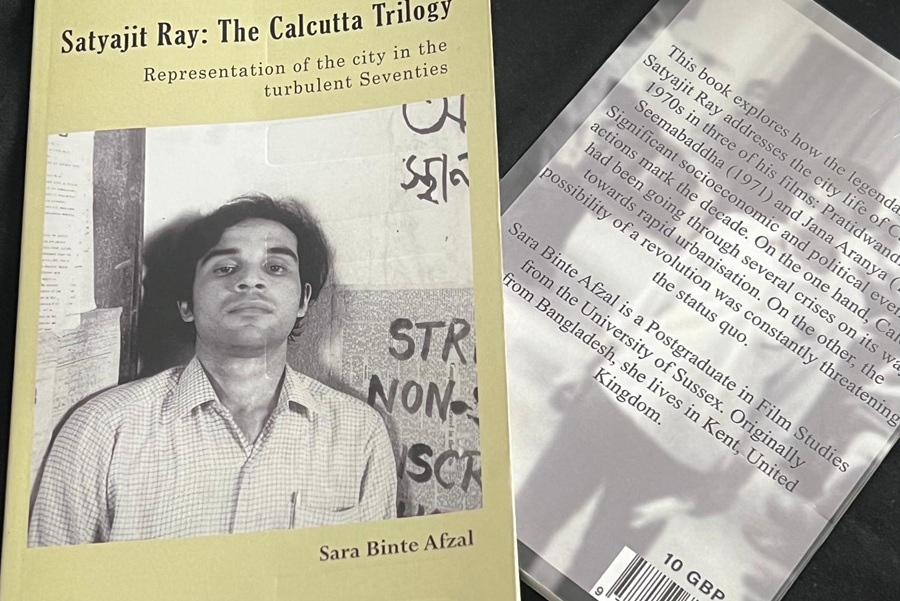 Satyajit Ray: The Calcutta Trilogy
Representation of the city in the
turbulent Seventies
স্থান
STR
NON-S
ISCR
Sara Binte Afzal
This book explores how the legenda
Satyajit Ray addresses the city life of C
1970s in three of his films: Pratidwand
Seemabaddha (1971) and Jana Aranya (1
Significant socioeconomic and political even
actions mark the decade. On the one hand, Calc
had been going through several crises on its wa
towards rapid urbanisation. On the other, the
possibility of a revolution was constantly threatening
the status quo.
Sara Binte Afzal is a Postgraduate in Film Studies
from the University of Sussex. Originally
from Bangladesh, she lives in Kent, United
Kingdom.
10 GBP
9